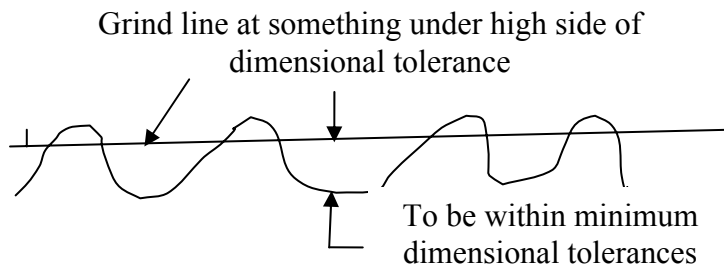 Grind line at something under high side of
dimensional tolerance
To be within minimum
dimensional tolerances